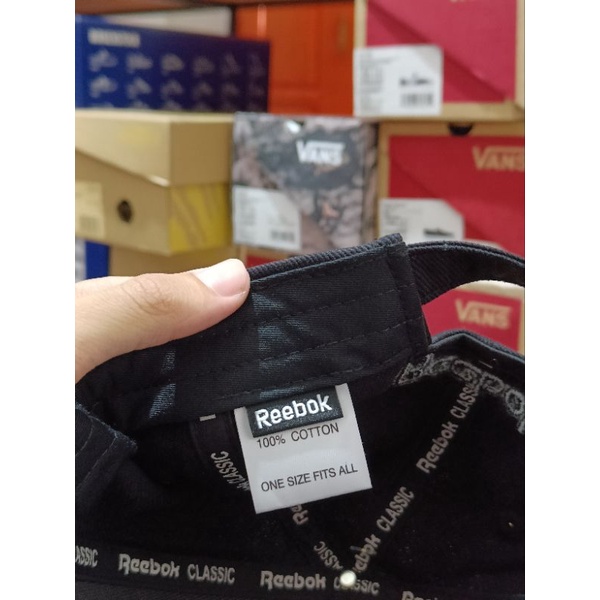 VANS
VANS
VANS
Reebok
100% COTTON
ONE SIZE FITS ALL
CLASSIC
Reebok CLASSIC
Reebok CLASSIC
CLASSIC
Reebok CLASSIC
Reebok CLASSIC